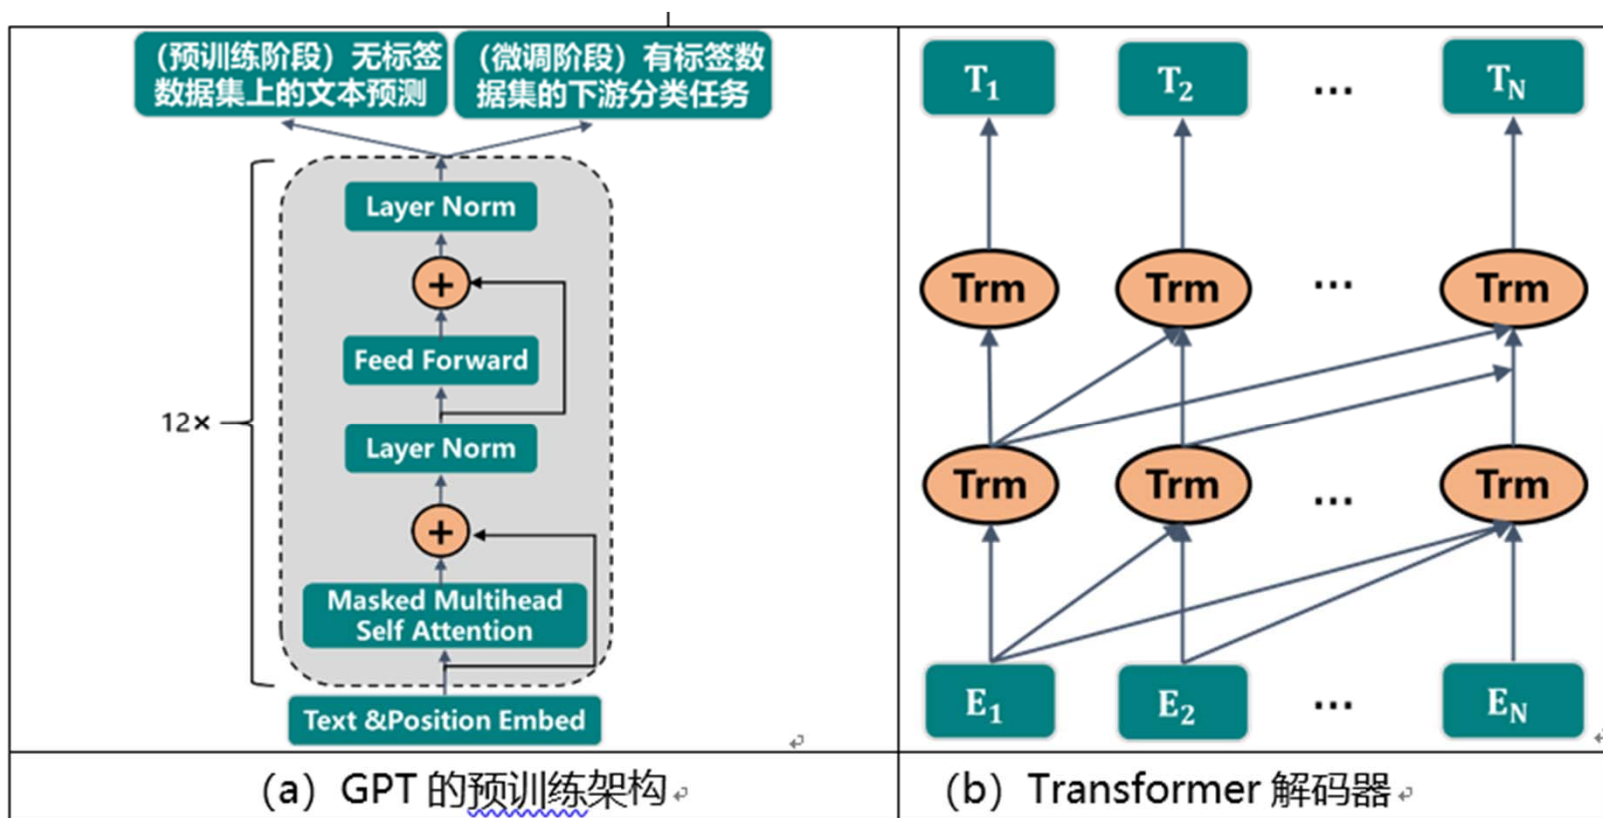 （预训练阶段）无标签
数据集上的文本预测
（微调阶段）有标签数
据集的下游分类任务
Layer Norm
+
Feed Forward
12×
Layer Norm
+
Masked Multihead
Self Attention
Text &Position Embed
（a）GPT 的预训练架构
T1 T2 ... TN
Trm Trm ... Trm
Trm Trm ... Trm
E1 E2 ... EN
（b）Transformer 解码器